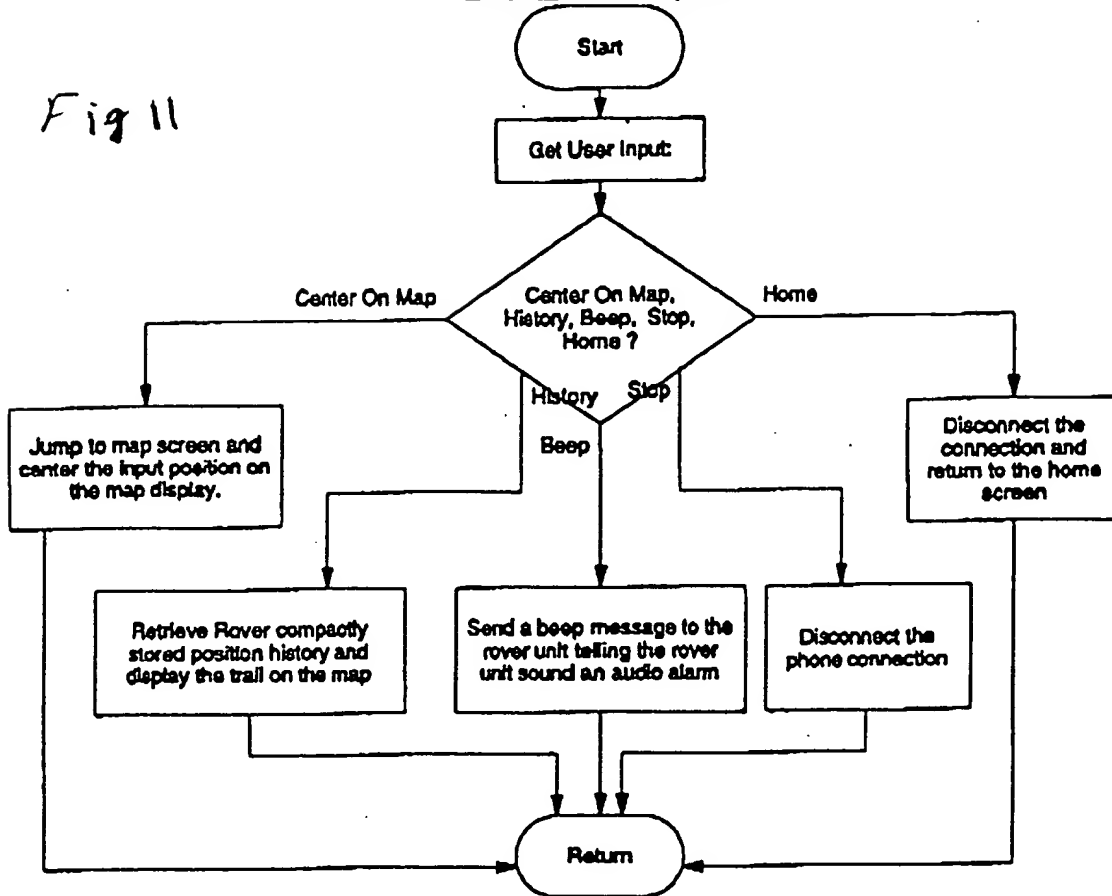 Start
Fig 11
Get User Input:
Center On Map
Center On Map,
History, Beep, Stop,
Home ?
Home
History
Stop
Beep
Jump to map screen and
center the input position on
the map display.
Disconnect the
connection and
return to the home
screen
Retrieve Rover compactly
stored position history and
display the trail on the map
Send a beep message to the
rover unit telling the rover
unit sound an audio alarm
Disconnect the
phone connection
Return